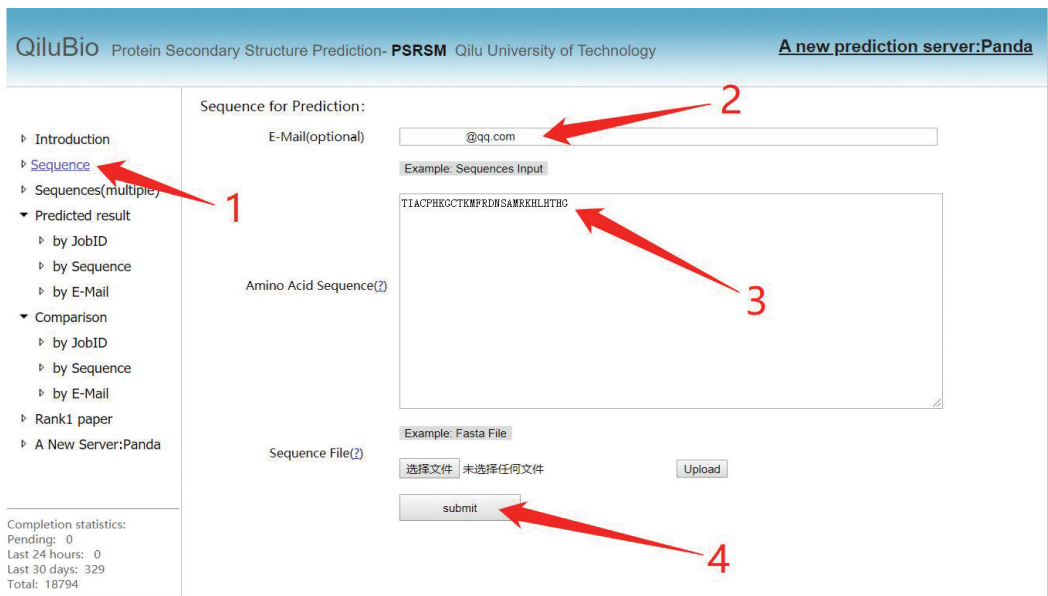 QiluBio Protein Secondary Structure Prediction- PSRSM Qilu University of Technology
A new prediction server:Panda
Introduction
Sequence
Sequences(multiple)
Predicted result
by JobID
by Sequence
by E-Mail
Comparison
by JobID
by Sequence
by E-Mail
Rank1 paper
A New Server:Panda
Completion statistics:
Pending: 0
Last 24 hours: 0
Last 30 days: 329
Total: 18794
Sequence for Prediction:
E-Mail(optional)
@qq.com
Example: Sequences Input
Amino Acid Sequence(?)
TIACPHKGCTKMFRDNSAMRKHLHTHG
Example: Fasta File
Sequence File(?)
选择文件 未选择任何文件
Upload
submit
1
2
3
4